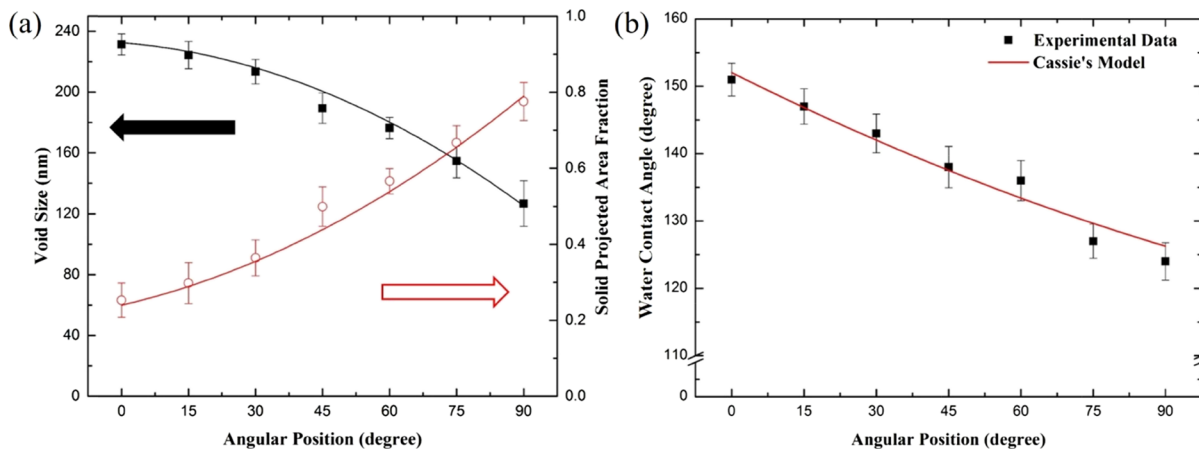 (a)
240
200
160
120
80
40
0
Void Size (nm)
0 15 30 45 60 75 90
Angular Position (degree)
1.0
0.8
0.6
0.4
0.2
0.0
Solid Projected Area Fraction
(b)
160
150
140
130
120
110
0
Water Contact Angle (degree)
Experimental Data
Cassie's Model
0 15 30 45 60 75 90
Angular Position (degree)